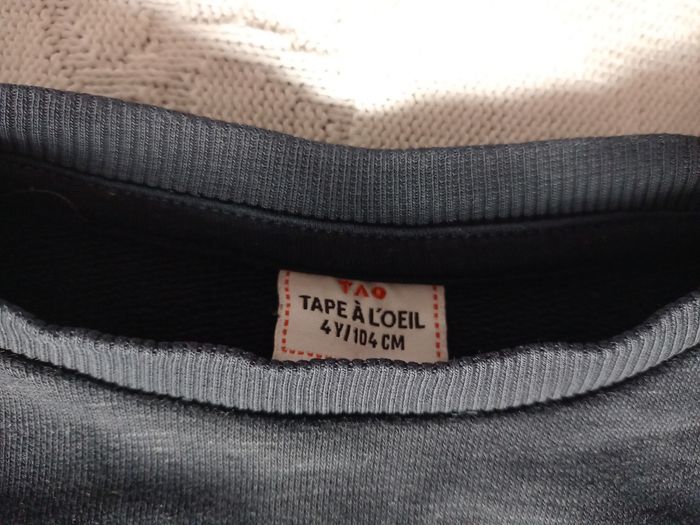 TAO
TAPE À L'OEIL
4Y/104 CM